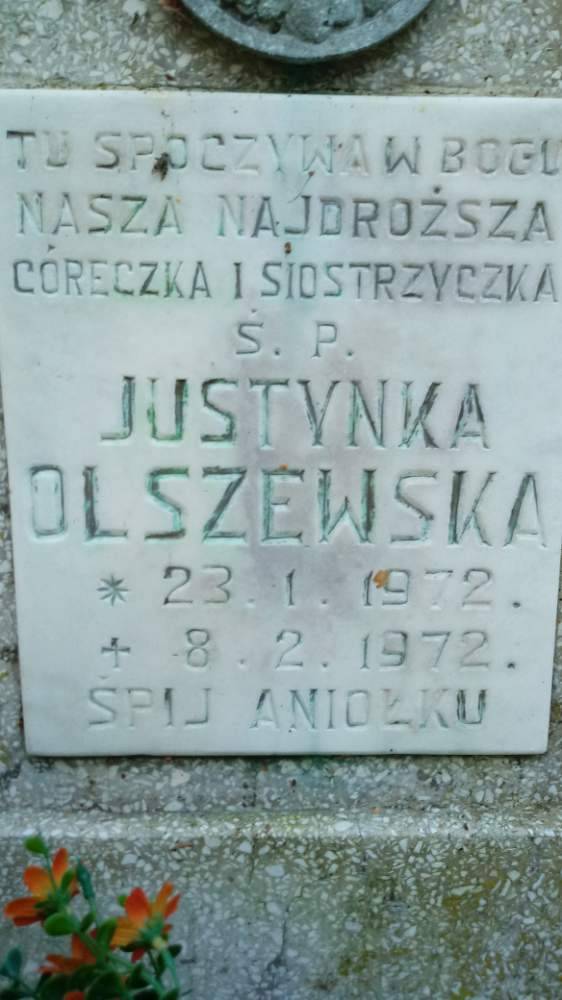 TU SPOCZYWA W BOGU
NASZA NAJDROŻSZA
CÓRECZKA I SIOSTRZYCZKA
Ś. P.
JUSTYNKA
OLSZEWSKA
* 23.1.1972.
+ 8.2.1972.
ŚPIJ ANIOŁKU